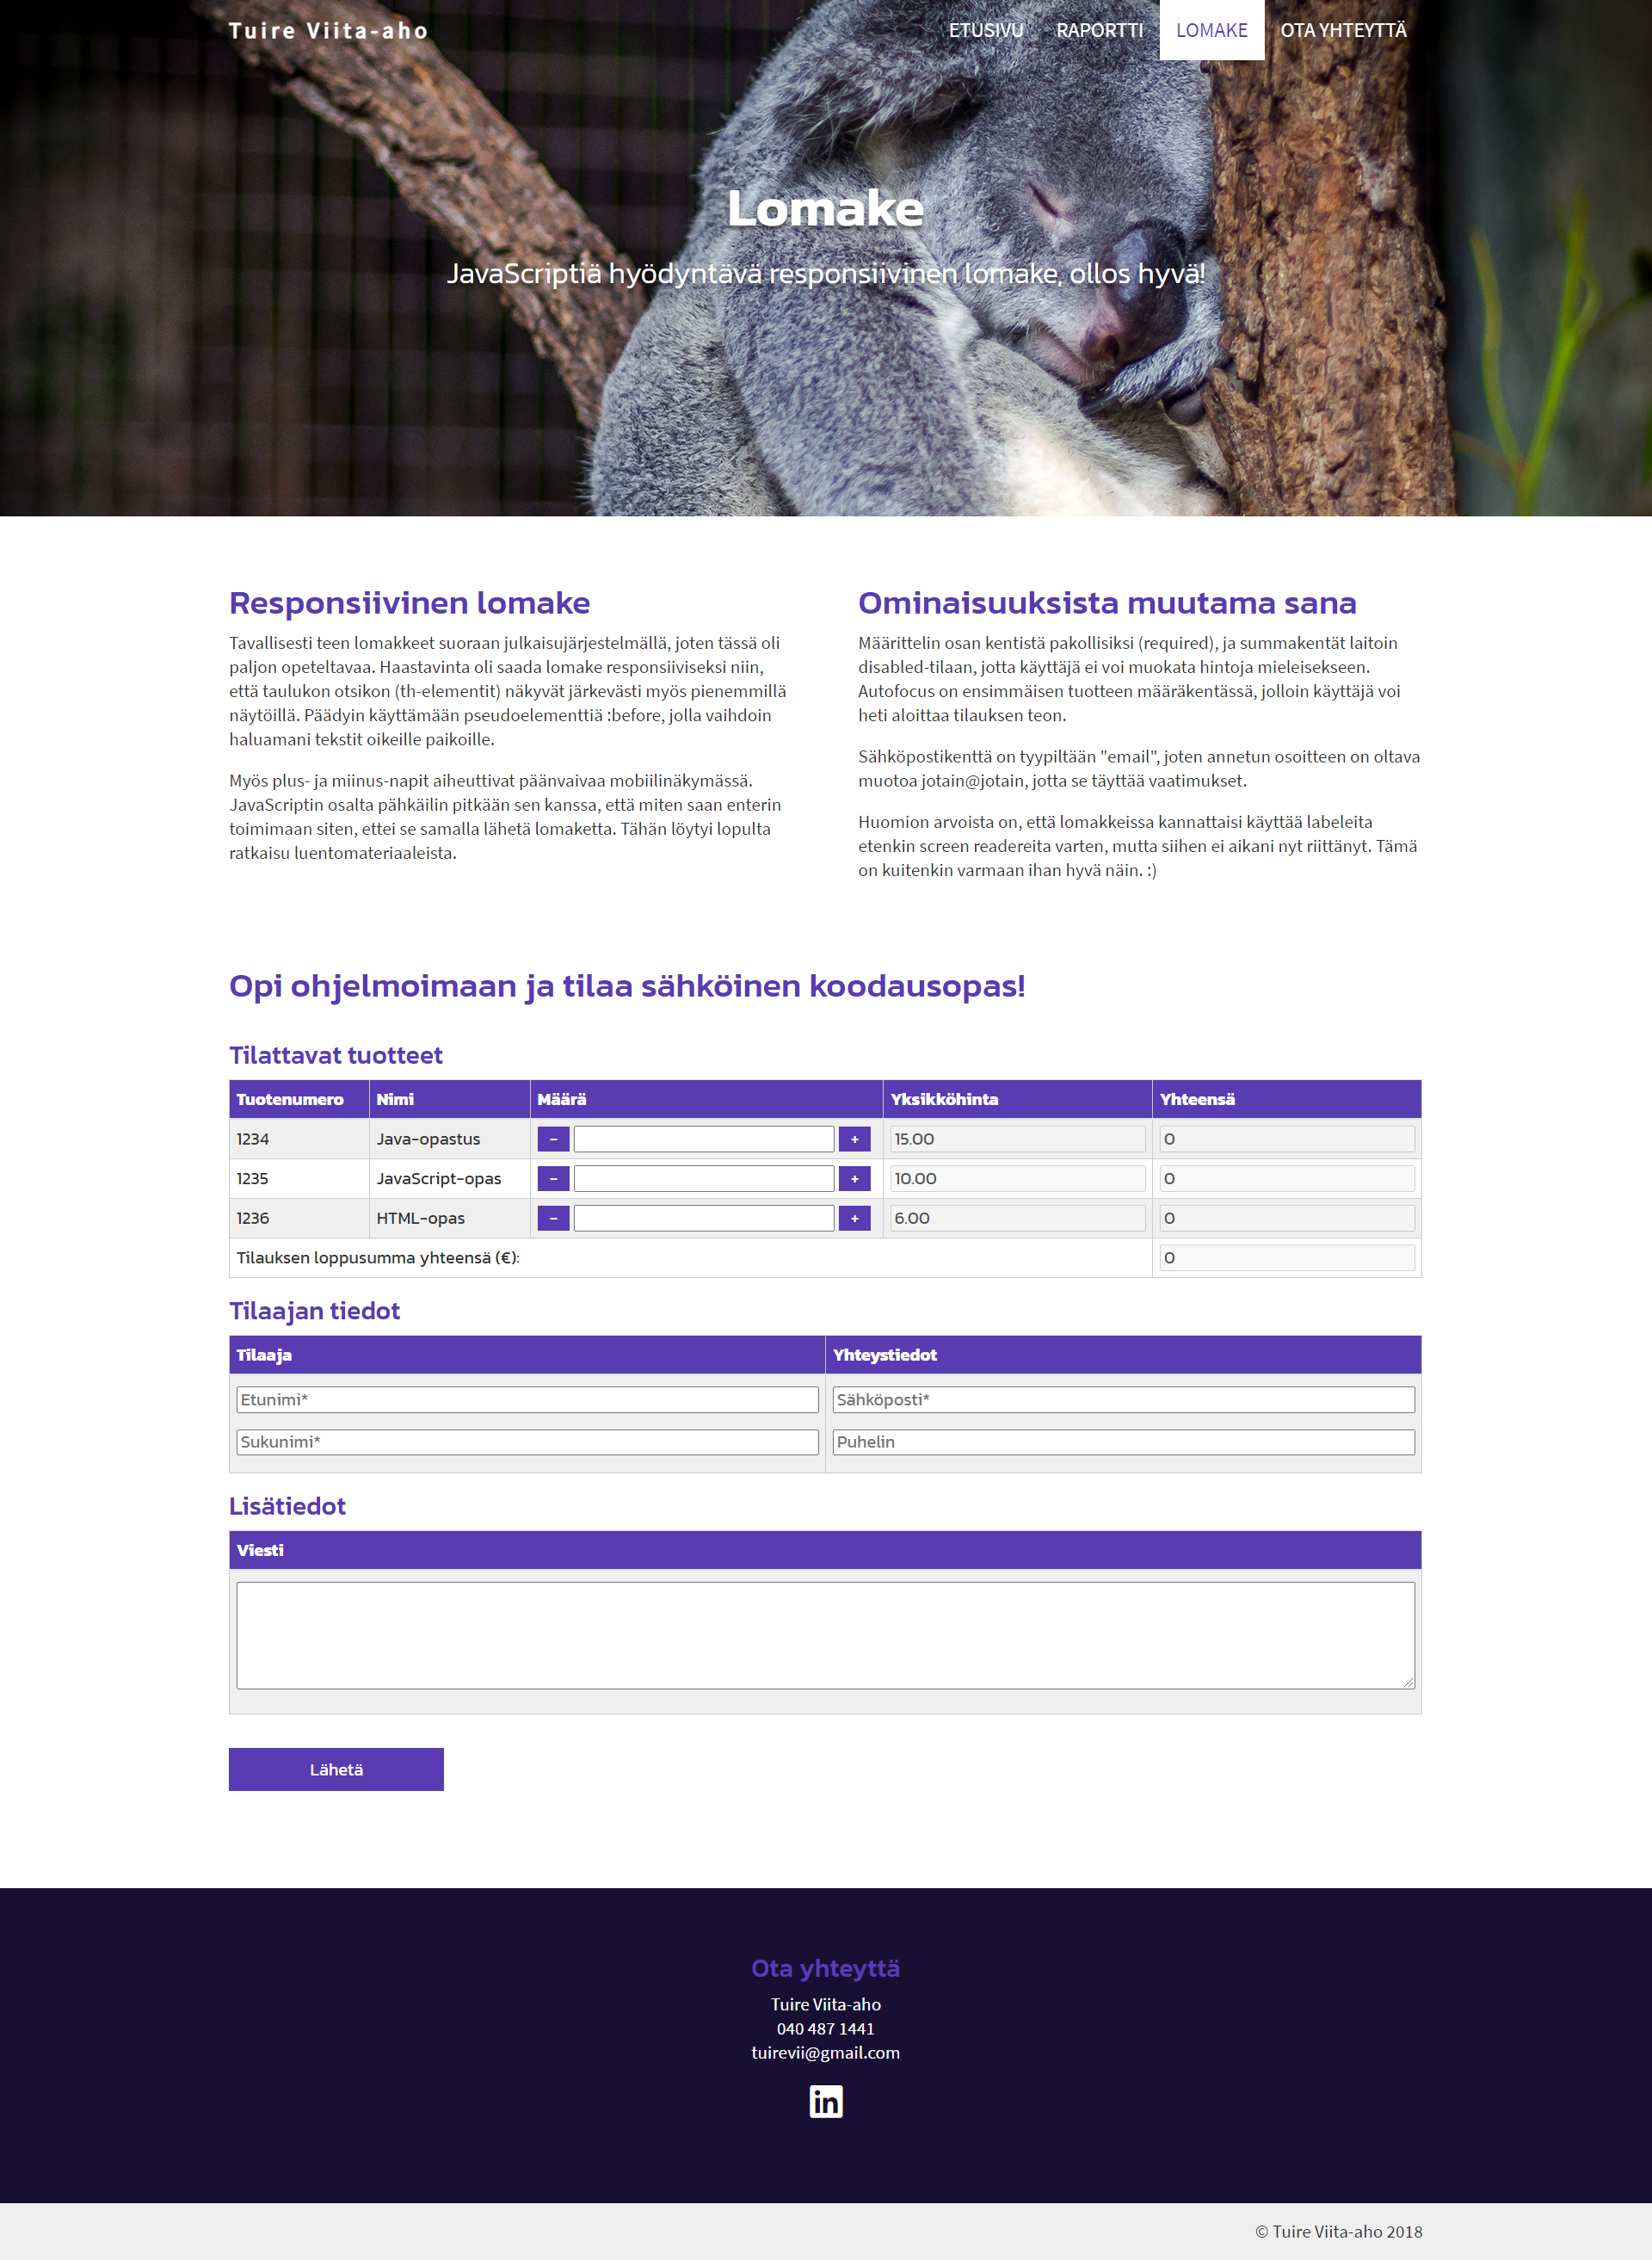 Tuire Viita-aho
ETUSIVU RAPORTTI LOMAKE OTA YHTEYTTÄ
Lomake
JavaScriptiä hyödyntävä responsiivinen lomake, ollos hyvä!
Responsiivinen lomake
Tavallisesti teen lomakkeet suoraan julkaisujärjestelmällä, joten tässä oli
paljon opeteltavaa. Haastavinta oli saada lomake responsiiviseksi niin,
että taulukon otsikon (th-elementit) näkyvät järkevästi myös pienemmillä
näytöillä. Päädyin käyttämään pseudoelementtiä :before, jolla vaihdoin
haluamani tekstit oikeille paikoille.
Myös plus- ja miinus-napit aiheuttivat päänvaivaa mobiilinäkymässä.
JavaScriptin osalta pähkäilin pitkään sen kanssa, että miten saan enterin
toimimaan siten, ettei se samalla lähetä lomaketta. Tähän löytyi lopulta
ratkaisu luentomateriaaleista.
Ominaisuuksista muutama sana
Määrittelin osan kentistä pakollisiksi (required), ja summakentät laitoin
disabled-tilaan, jotta käyttäjä ei voi muokata hintoja mieleisekseen.
Autofocus on ensimmäisen tuotteen määräkentässä, jolloin käyttäjä voi
heti aloittaa tilauksen teon.
Sähköpostikenttä on tyypiltään "email", joten annetun osoitteen on oltava
muotoa jotain@jotain, jotta se täyttää vaatimukset.
Huomion arvoista on, että lomakkeissa kannattaisi käyttää labeleita
etenkin screen readereita varten, mutta siihen ei aikani nyt riittänyt. Tämä
on kuitenkin varmaan ihan hyvä näin. :)
Opi ohjelmoimaan ja tilaa sähköinen koodausopas!
Tilattavat tuotteet
Tuotenumero Nimi Määrä Yksikköhinta Yhteensä
1234 Java-opastus - + 15.00 0
1235 JavaScript-opas - + 10.00 0
1236 HTML-opas - + 6.00 0
Tilauksen loppusumma yhteensä (€): 0
Tilaajan tiedot
Tilaaja Yhteystiedot
Etunimi* Sähköposti*
Sukunimi* Puhelin
Lisätiedot
Viesti
Lähetä
Ota yhteyttä
Tuire Viita-aho
040 487 1441
tuirevii@gmail.com
in
© Tuire Viita-aho 2018